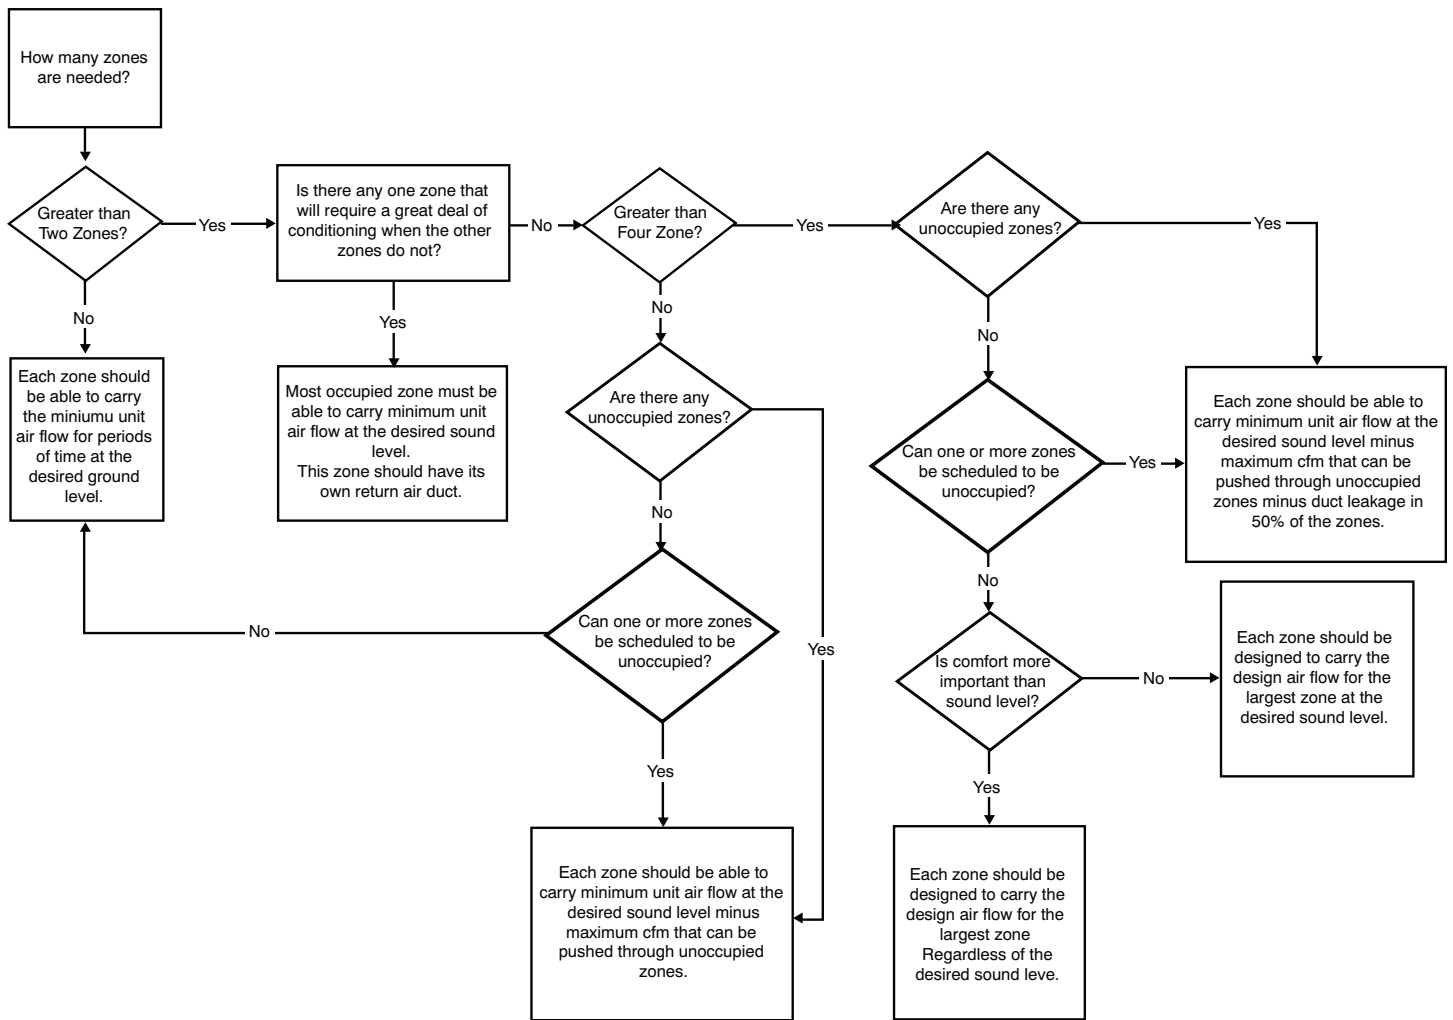 How many zones
are needed?
Greater than
Two Zones?
Yes
Is there any one zone that
will require a great deal of
conditioning when the other
zones do not?
No
Greater than
Four Zone?
Yes
Are there any
unoccupied zones?
Yes
No
Each zone should
be able to carry
the miniumu unit
air flow for periods
of time at the
desired ground
level.
Yes
Most occupied zone must be
able to carry minimum unit
air flow at the desired sound
level.
This zone should have its
own return air duct.
No
Are there any
unoccupied zones?
No
Can one or more zones
be scheduled to be
unoccupied?
No
Yes
Yes
Each zone should be able to
carry minimum unit air flow at the
desired sound level minus
maximum cfm that can be
pushed through unoccupied
zones.
No
Can one or more zones
be scheduled to be
unoccupied?
Yes
Each zone should be able to
carry minimum unit air flow at the
desired sound level minus
maximum cfm that can be
pushed through unoccupied
zones minus duct leakage in
50% of the zones.
No
Is comfort more
important than
sound level?
No
Each zone should be
designed to carry the
design air flow for the
largest zone at the
desired sound level.
Yes
Each zone should be
designed to carry the
design air flow for the
largest zone
Regardless of the
desired sound leve.